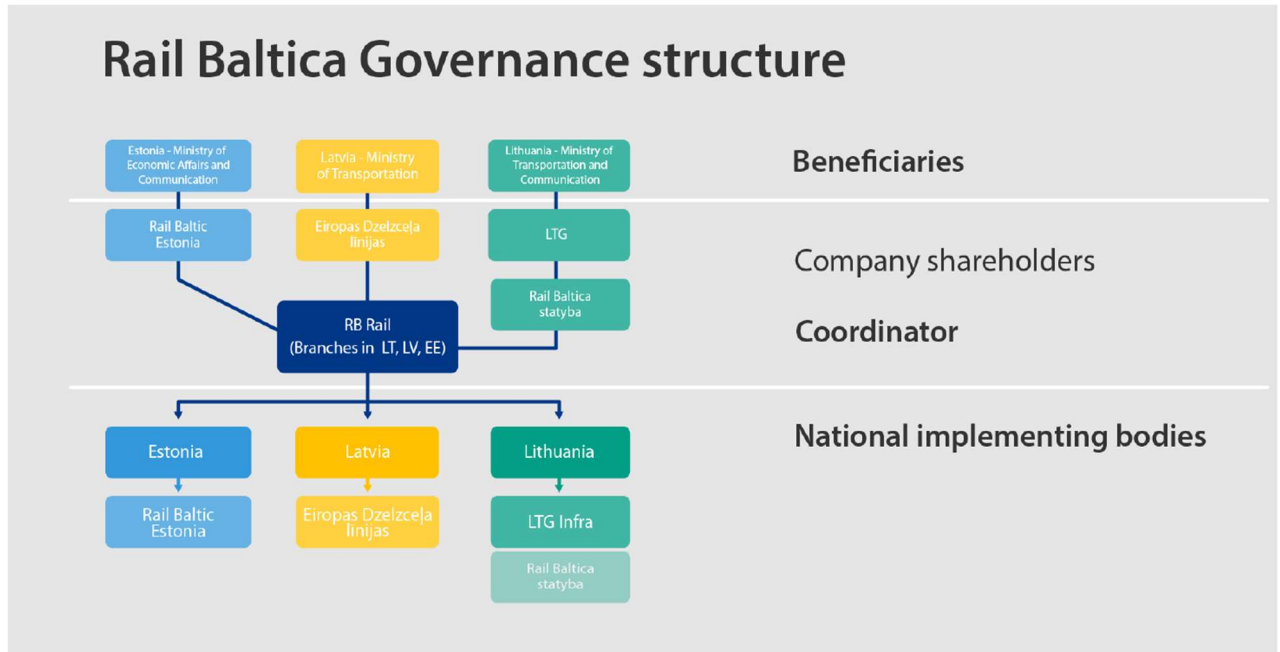 Rail Baltica Governance structure
Estonia - Ministry of
Economic Affairs and
Communication
Latvia - Ministry
of Transportation
Lithuania - Ministry of
Transportation and
Communication
Beneficiaries
Rail Baltic
Estonia
Eiropas Dzelzceļa
līnijas
LTG
Company shareholders
Rail Baltica
statyba
RB Rail
(Branches in LT, LV, EE)
Coordinator
National implementing bodies
Estonia
Latvia
Lithuania
Rail Baltic
Estonia
Eiropas Dzelzceļa
līnijas
LTG Infra
Rail Baltica
statyba